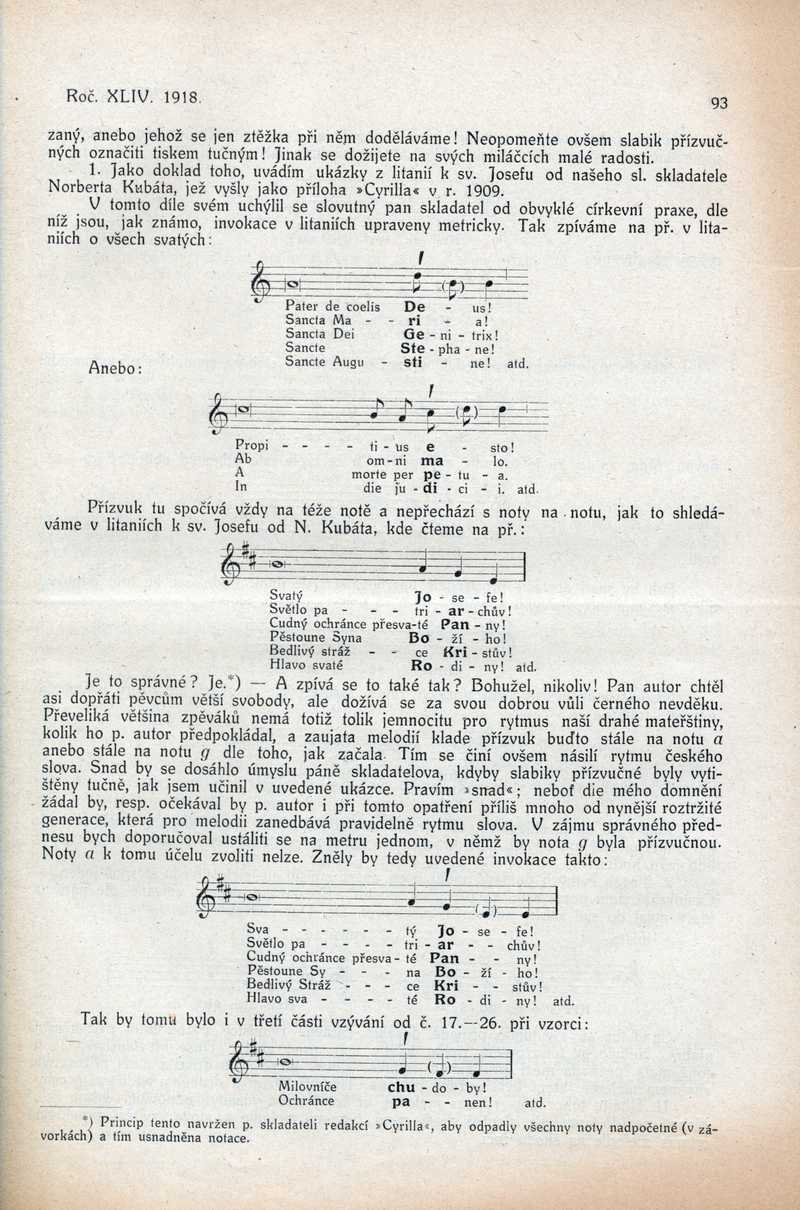 Roč. XLIV. 1918.
93
zaný, anebo jehož se jen ztěžka při něm doděláváme! Neopomeňte ovšem slabik přízvuč-
ných označiti tiskem tučným! Jinak se dožijete na svých miláčcích malé radosti.
1. Jako doklad toho, uvádím ukázky z litanií k sv. Josefu od našeho sl. skladatele
Norberta Kubáta, jež vyšly jako příloha »Cyrilla« v r. 1909.
V tomto díle svém uchýlil se slovutný pan skladatel od obvyklé církevní praxe, dle
níž jsou, jak známo, invokace v litaniích upraveny metricky. Tak zpíváme na př. v lita-
niích o všech svatých:
Pater de coelis De - us!
Sancta Ma - - ri - a!
Sancta Dei Ge - ni - trix!
Sancte Ste - pha - ne!
Sancte Augu - sti - ne! atd.
Anebo:
Propi - - - - ti - us e - sto!
Ab om - ni ma - lo.
A morte per pe - tu - a.
In die ju - di - ci - i. atd.
Přízvuk tu spočívá vždy na téže notě a nepřechází s noty na notu, jak to shledá-
váme v litaniích k sv. Josefu od N. Kubáta, kde čteme na př.:
Svatý Jo - se - fe!
Světlo pa - - - tri - ar - chův!
Cudný ochránce přesva-té Pan - ny!
Pěstoune Syna Bo - ží - ho!
Bedlivý stráž - - ce Kri - stův!
Hlavo svaté Ro - di - ny! atd.
Je to správné? Je.*) — A zpívá se to také tak? Bohužel, nikoliv! Pan autor chtěl
asi dopřáti pěvcům větší svobody, ale dožívá se za svou dobrou vůli černého nevděku.
Převeliká většina zpěváků nemá totiž tolik jemnocitu pro rytmus naší drahé mateřštiny,
kolik ho p. autor předpokládal, a zaujata melodií klade přízvuk buďto stále na notu a
anebo stále na notu g dle toho, jak začala. Tím se činí ovšem násilí rytmu českého
slova. Snad by se dosáhlo úmyslu páně skladatelova, kdyby slabiky přízvučné byly vyti-
štěny tučně, jak jsem učinil v uvedené ukázce. Pravím »snad«; neboť dle mého domnění
žádal by, resp. očekával by p. autor i při tomto opatření příliš mnoho od nynější roztržité
generace, která pro melodii zanedbává pravidelně rytmu slova. V zájmu správného před-
nesu bych doporučoval ustáliti se na metru jednom, v němž by nota g byla přízvučnou.
Noty a k tomu účelu zvoliti nelze. Zněly by tedy uvedené invokace takto:
Sva - - - - - - tý Jo - se - fe!
Světlo pa - - - - tri - ar - - chův!
Cudný ochránce přesva - té Pan - - ny!
Pěstoune Sy - - - na Bo - ží - ho!
Bedlivý Stráž - - - ce Kri - - stův!
Hlavo sva - - - - té Ro - di - ny! atd.
Tak by tomu bylo i v třetí části vzývání od č. 17.—26. při vzorci:
Milovníče chu - do - by!
Ochránce pa - - nen! atd.
*) Princip tento navržen p. skladateli redakcí »Cyrilla«, aby odpadly všechny noty nadpočetné (v zá-
vorkách) a tím usnadněna notace.